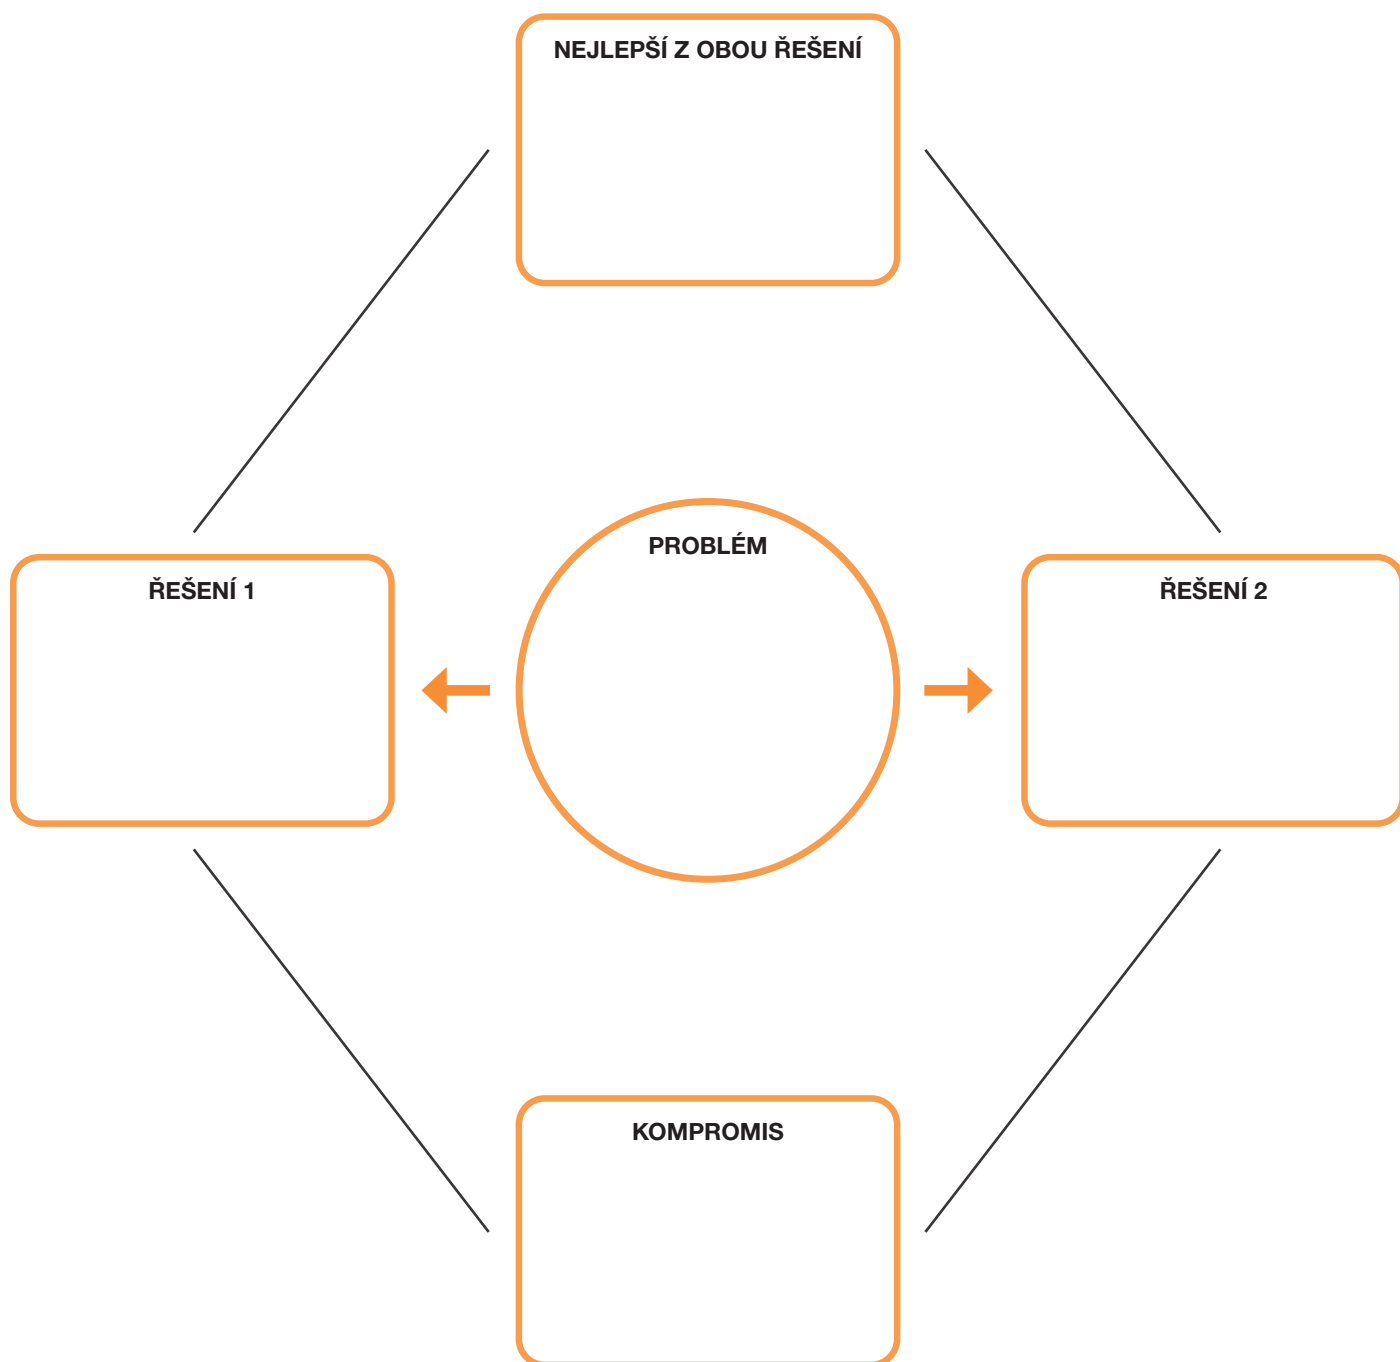 NEJLEPŠÍ Z OBOU ŘEŠENÍ
PROBLÉM
ŘEŠENÍ 1
ŘEŠENÍ 2
KOMPROMIS